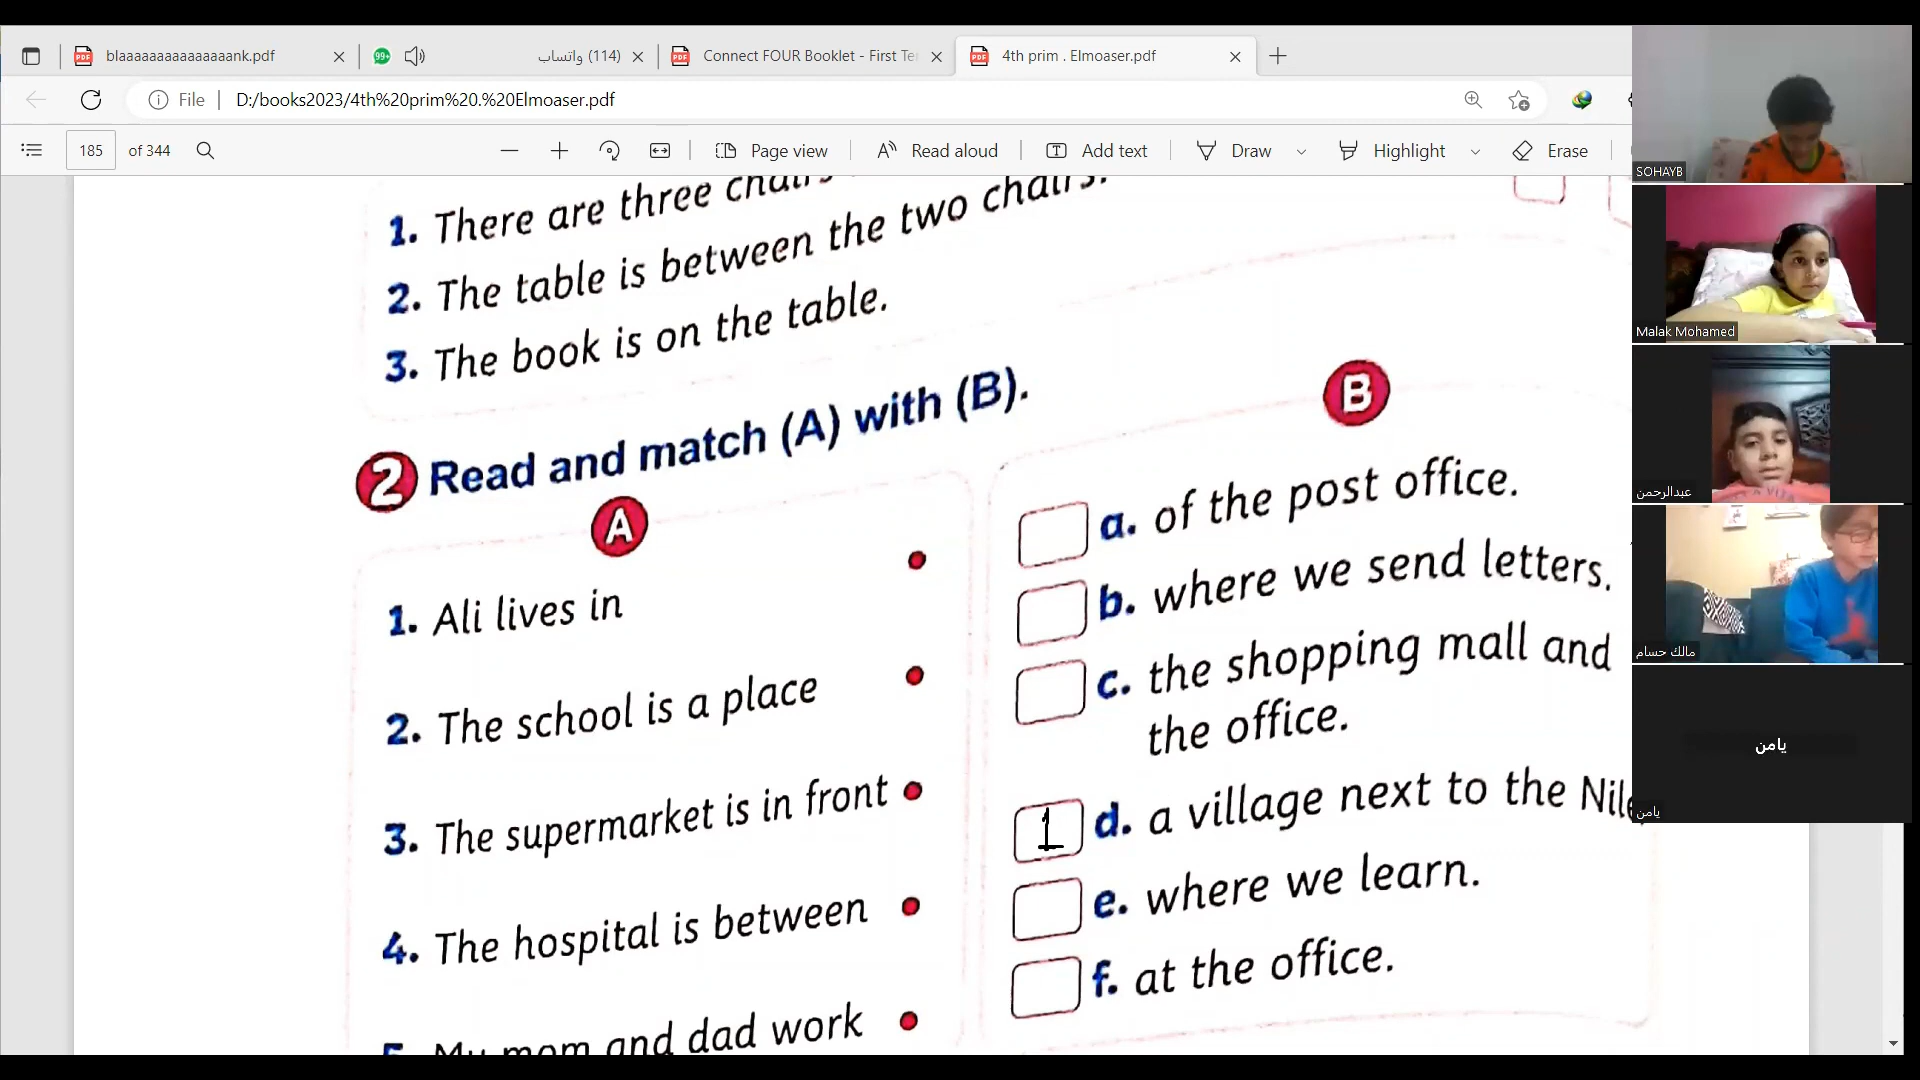 blaaaaaaaaaaaaaaaank.pdf
99+
(114) واتساب
Connect FOUR Booklet - First Te
4th prim . Elmoaser.pdf
File
D:/books2023/4th%20prim%20.%20Elmoaser.pdf
185 of 344
Page view
Read aloud
Add text
Draw
Highlight
Erase
1. There are three chairs
2. The table is between the two chairs.
3. The book is on the table.
2 Read and match (A) with (B).
A
1. Ali lives in
2. The school is a place
3. The supermarket is in front
4. The hospital is between
5. My mom and dad work
B
a. of the post office.
b. where we send letters.
c. the shopping mall and
the office.
1 d. a village next to the Nile
e. where we learn.
f. at the office.
SOHAYB
Malak Mohamed
عبدالرحمن
مالك حسام
يامن
يامن